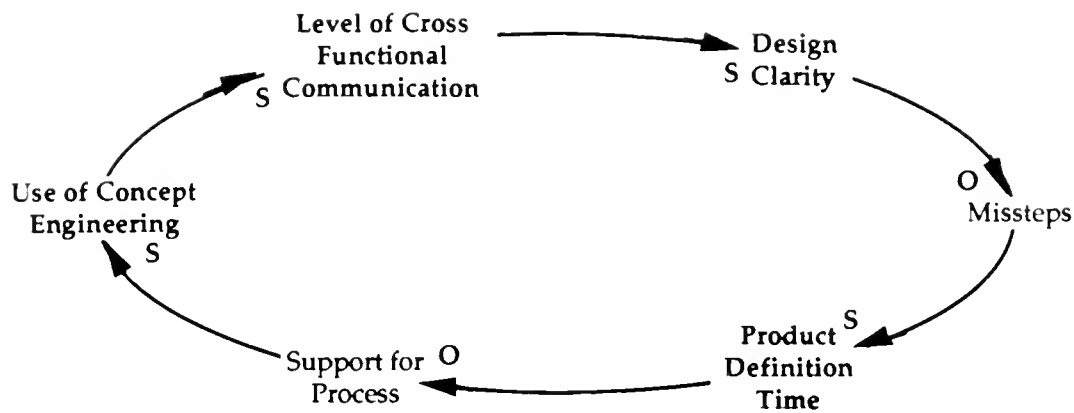 Level of Cross
Functional
Communication
S
Design
Clarity
S
O
Missteps
Use of Concept
Engineering
S
Product
Definition
Time
S
Support for
Process
O